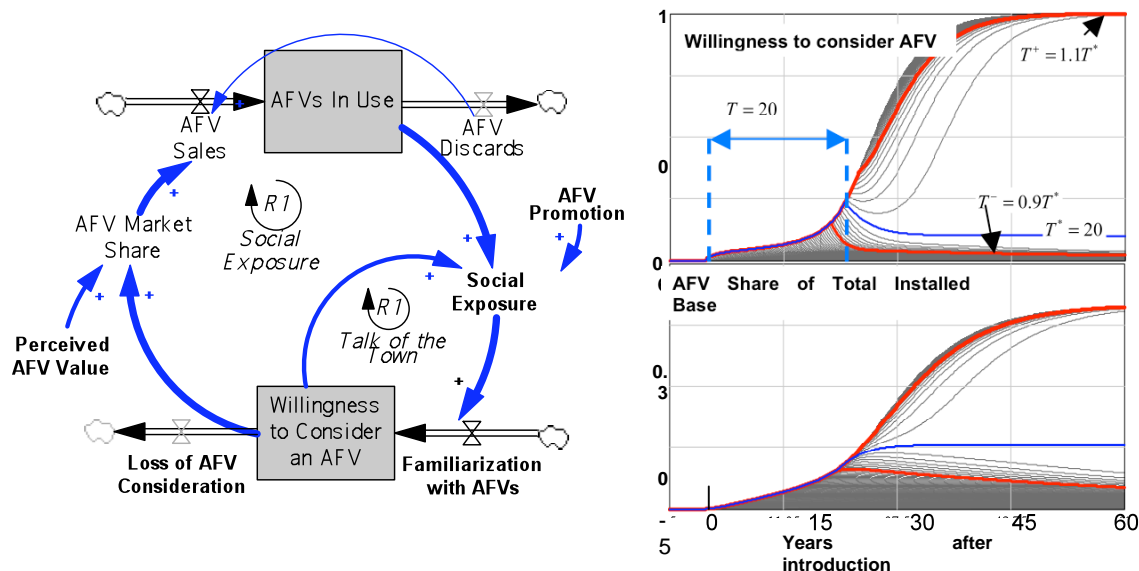 AFVs In Use
AFV
Sales
AFV
Discards
R1
Social
Exposure
AFV
Promotion
AFV Market
Share
Social
Exposure
R1
Talk of the
Town
Perceived
AFV Value
Willingness
to Consider
an AFV
Loss of AFV
Consideration
Familiarization
with AFVs
+
+
+
+
+
+
+
+
+
1
Willingness to consider AFV
T⁺ = 1.1T*
T = 20
0
T⁻ = 0.9T*
T* = 20
0
AFV Share of Total Installed
Base
0.
3
0
-
5
0
15
30
45
60
Years after
introduction